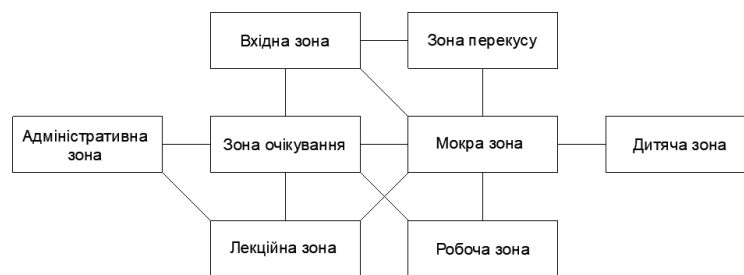 Вхідна зона
Зона перекусу
Адміністративна
зона
Зона очікування
Мокра зона
Дитяча зона
Лекційна зона
Робоча зона